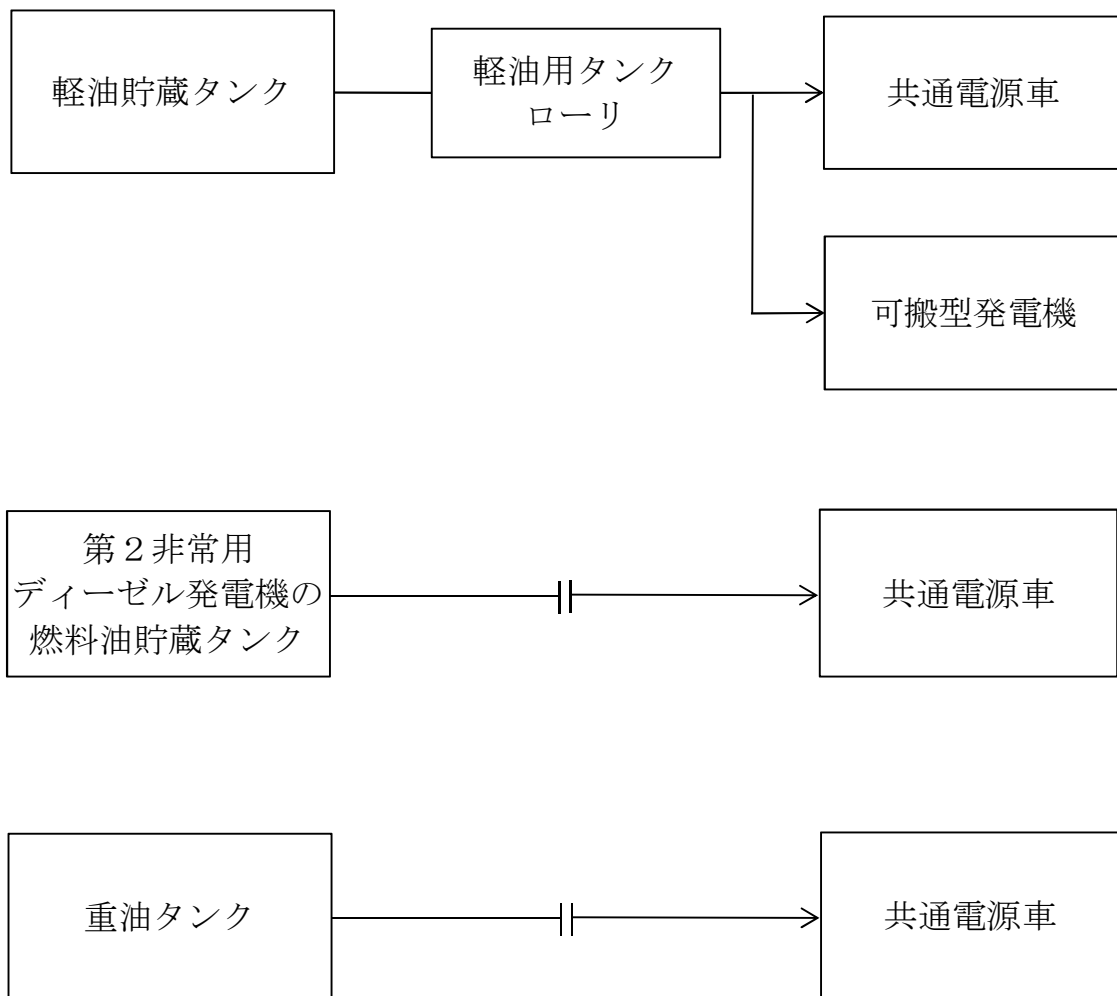 軽油貯蔵タンク
軽油用タンク
ローリ
共通電源車
可搬型発電機
第２非常用
ディーゼル発電機の
燃料油貯蔵タンク
共通電源車
重油タンク
共通電源車